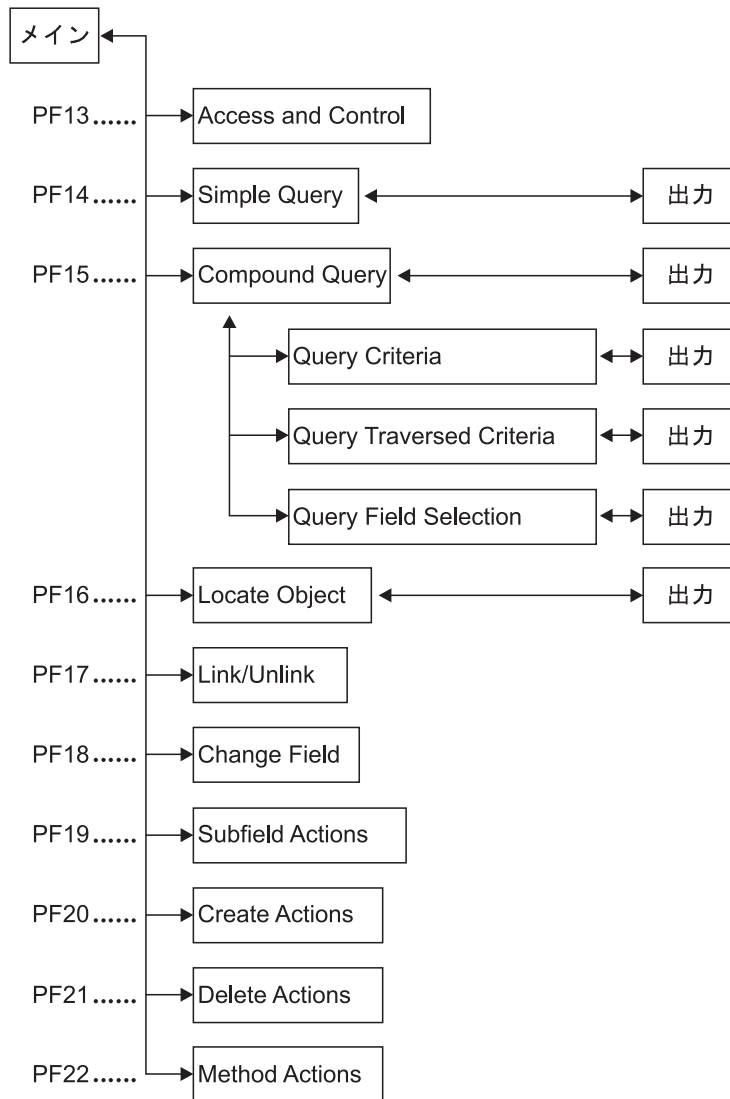 メイン
PF13...... Access and Control
PF14...... Simple Query 出力
PF15...... Compound Query 出力
Query Criteria 出力
Query Traversed Criteria 出力
Query Field Selection 出力
PF16...... Locate Object 出力
PF17...... Link/Unlink
PF18...... Change Field
PF19...... Subfield Actions
PF20...... Create Actions
PF21...... Delete Actions
PF22...... Method Actions